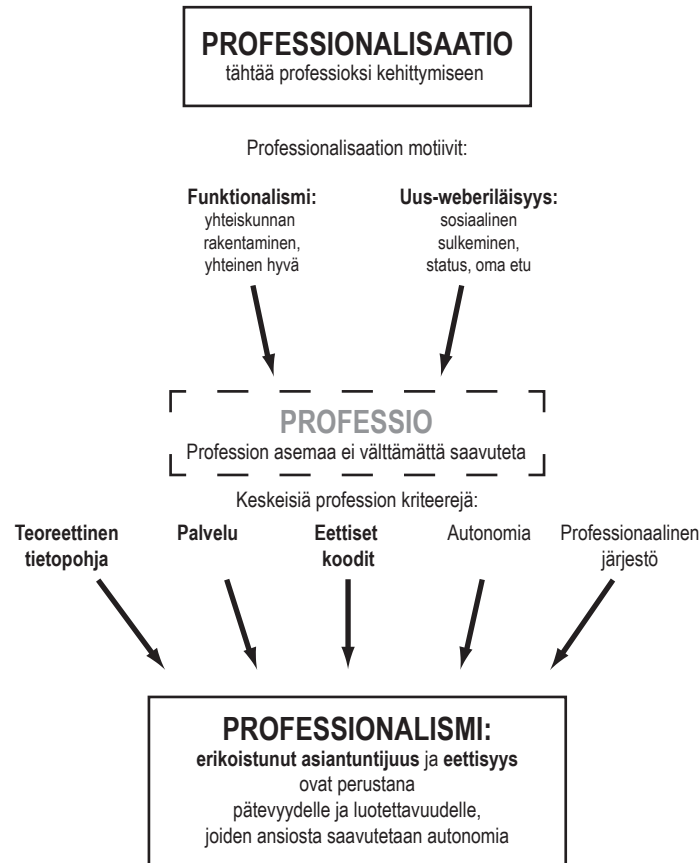 PROFESSIONALISAATIO
tähtää professioksi kehittymiseen
Professionalisaation motiivit:
Funktionalismi:
yhteiskunnan
rakentaminen,
yhteinen hyvä
Uus-weberiläisyys:
sosiaalinen
sulkeminen,
status, oma etu
PROFESSIO
Profession asemaa ei välttämättä saavuteta
Keskeisiä profession kriteerejä:
Teoreettinen
tietopohja
Palvelu
Eettiset
koodit
Autonomia
Professionaalinen
järjestö
PROFESSIONALISMI:
erikoistunut asiantuntijuus ja eettisyys
ovat perustana
pätevyydelle ja luotettavuudelle,
joiden ansiosta saavutetaan autonomia